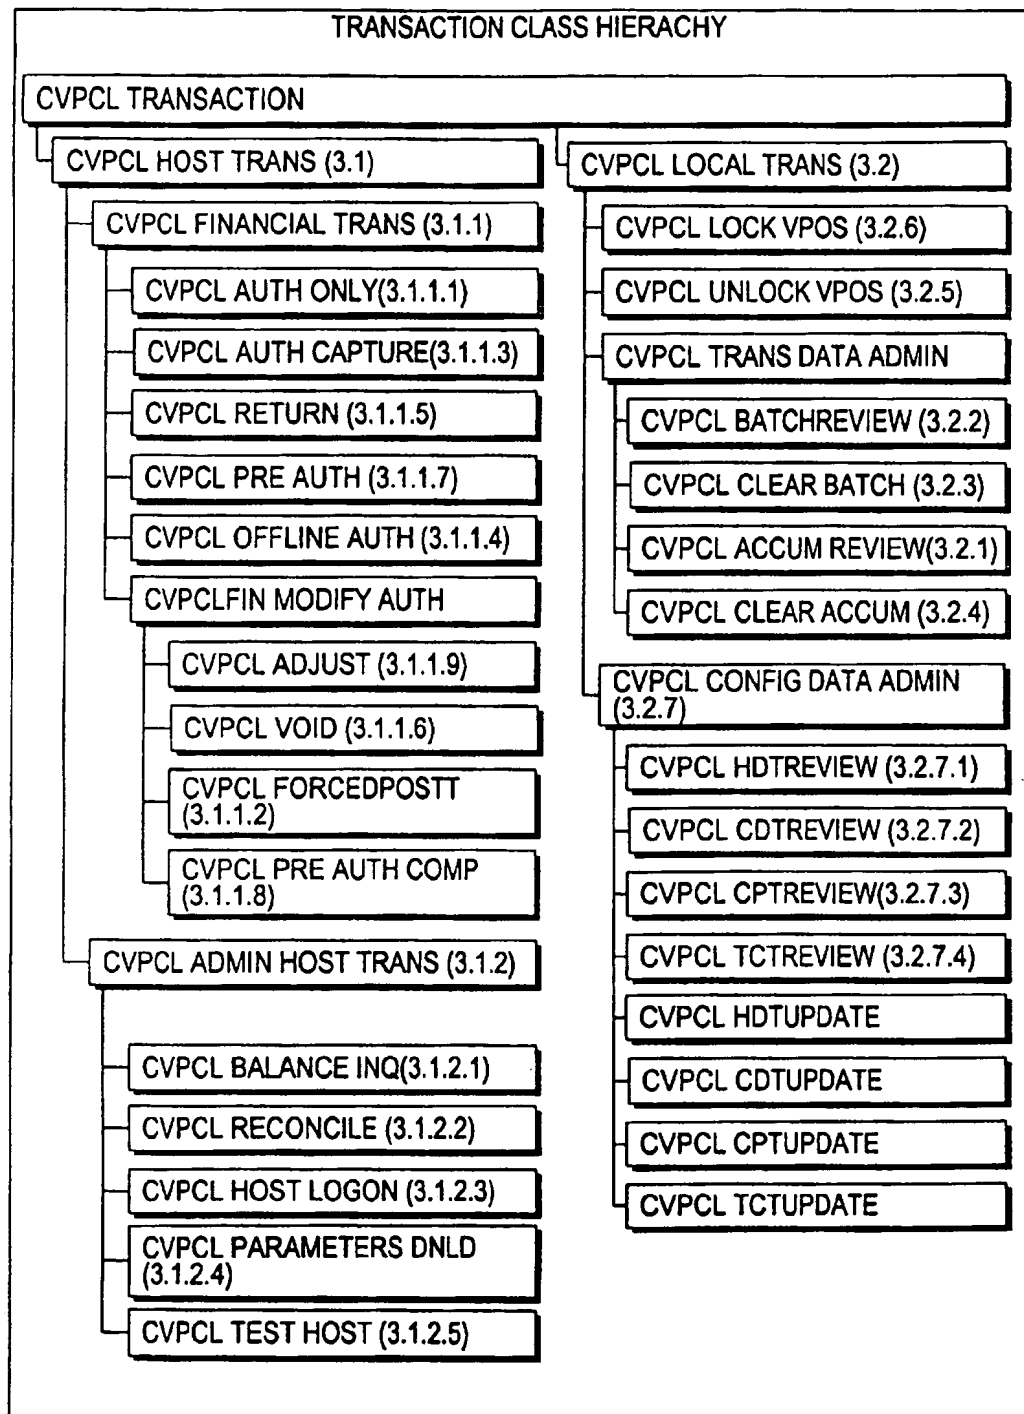 TRANSACTION CLASS HIERACHY
CVPCL TRANSACTION
CVPCL HOST TRANS (3.1)
CVPCL FINANCIAL TRANS (3.1.1)
CVPCL AUTH ONLY(3.1.1.1)
CVPCL AUTH CAPTURE(3.1.1.3)
CVPCL RETURN (3.1.1.5)
CVPCL PRE AUTH (3.1.1.7)
CVPCL OFFLINE AUTH (3.1.1.4)
CVPCLFIN MODIFY AUTH
CVPCL ADJUST (3.1.1.9)
CVPCL VOID (3.1.1.6)
CVPCL FORCEDPOSTT
(3.1.1.2)
CVPCL PRE AUTH COMP
(3.1.1.8)
CVPCL ADMIN HOST TRANS (3.1.2)
CVPCL BALANCE INQ(3.1.2.1)
CVPCL RECONCILE (3.1.2.2)
CVPCL HOST LOGON (3.1.2.3)
CVPCL PARAMETERS DNLD
(3.1.2.4)
CVPCL TEST HOST (3.1.2.5)
CVPCL LOCAL TRANS (3.2)
CVPCL LOCK VPOS (3.2.6)
CVPCL UNLOCK VPOS (3.2.5)
CVPCL TRANS DATA ADMIN
CVPCL BATCHREVIEW (3.2.2)
CVPCL CLEAR BATCH (3.2.3)
CVPCL ACCUM REVIEW(3.2.1)
CVPCL CLEAR ACCUM (3.2.4)
CVPCL CONFIG DATA ADMIN
(3.2.7)
CVPCL HDTREVIEW (3.2.7.1)
CVPCL CDTREVIEW (3.2.7.2)
CVPCL CPTREVIEW(3.2.7.3)
CVPCL TCTREVIEW (3.2.7.4)
CVPCL HDTUPDATE
CVPCL CDTUPDATE
CVPCL CPTUPDATE
CVPCL TCTUPDATE